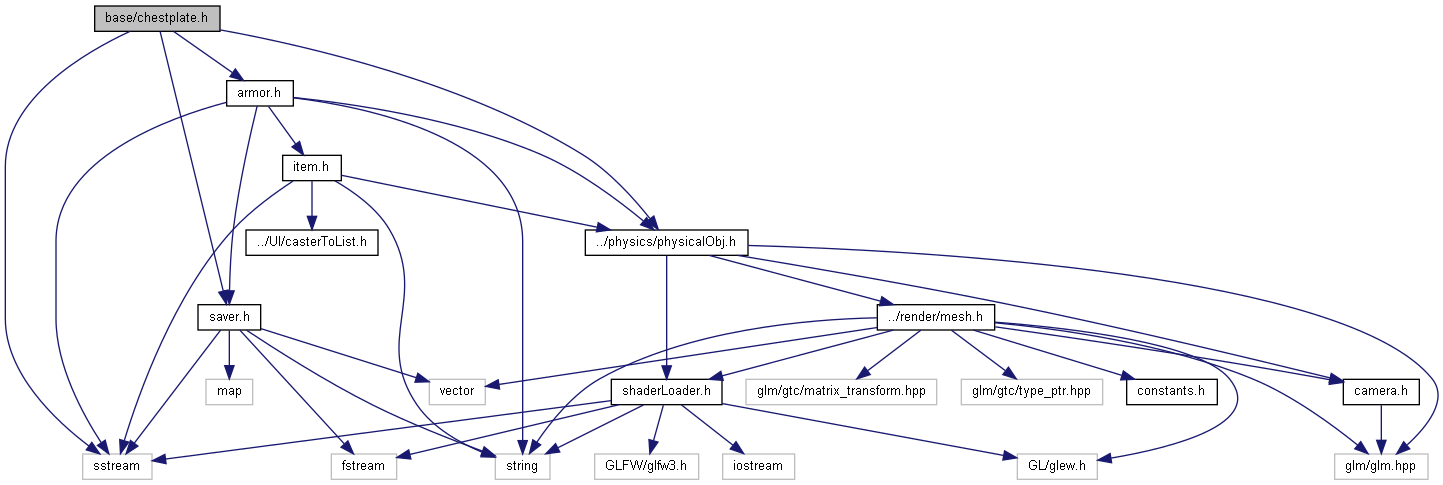 base/chestplate.h
armor.h
item.h
../UI/casterToList.h
../physics/physicalObj.h
saver.h
../render/mesh.h
map
vector
shaderLoader.h
glm/gtc/matrix_transform.hpp
glm/gtc/type_ptr.hpp
constants.h
camera.h
sstream
fstream
string
GLFW/glfw3.h
iostream
GL/glew.h
glm/glm.hpp